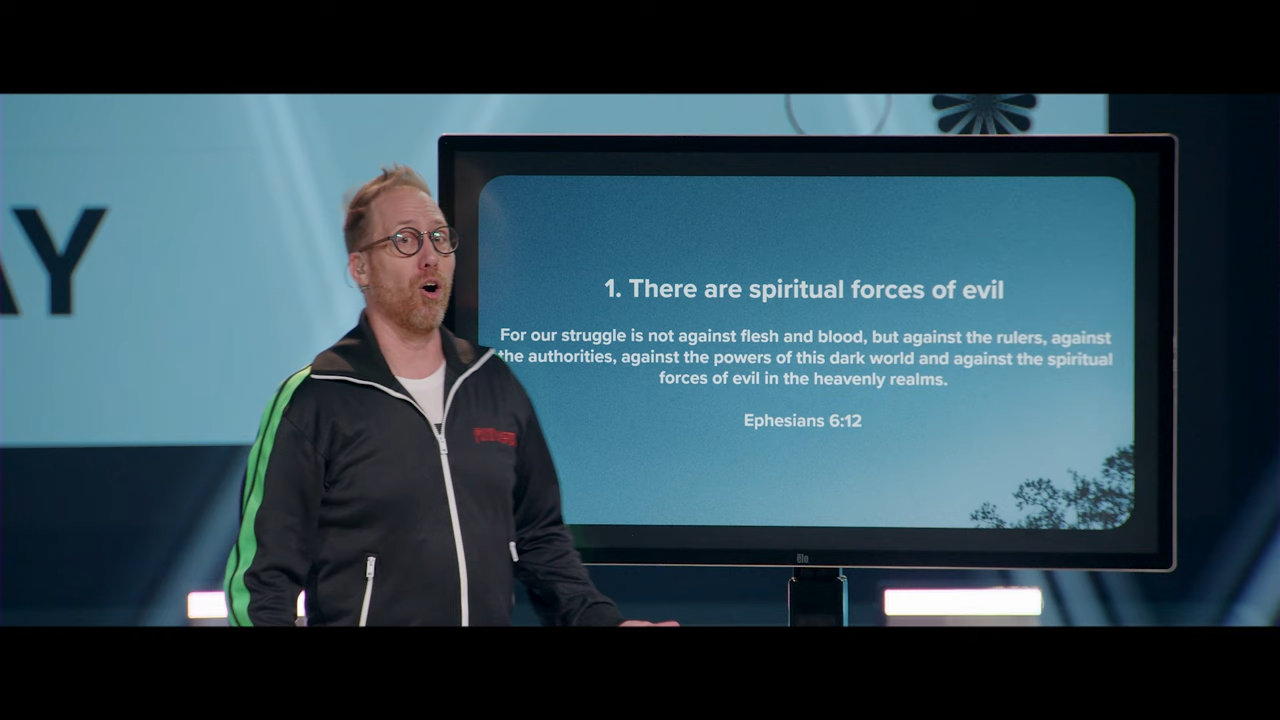 AY
1. There are spiritual forces of evil
For our struggle is not against flesh and blood, but against the rulers, against
the authorities, against the powers of this dark world and against the spiritual
forces of evil in the heavenly realms.
Ephesians 6:12
elo